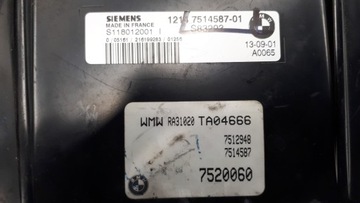 SIEMENS 1214 7514587-01
MADE IN FRANCE
S118012001 I
13-09-01
A0065
WMW RA31020 TA04666
7512948
7514587
7520060